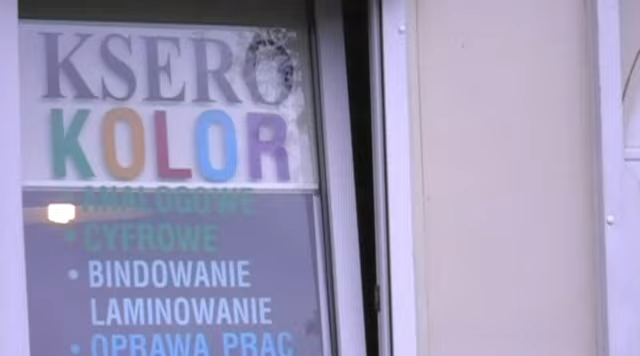 KSERO
KOLOR
ANALOGOWE
• CYFROWE
• BINDOWANIE
LAMINOWANIE
• OPRAWA PRAC